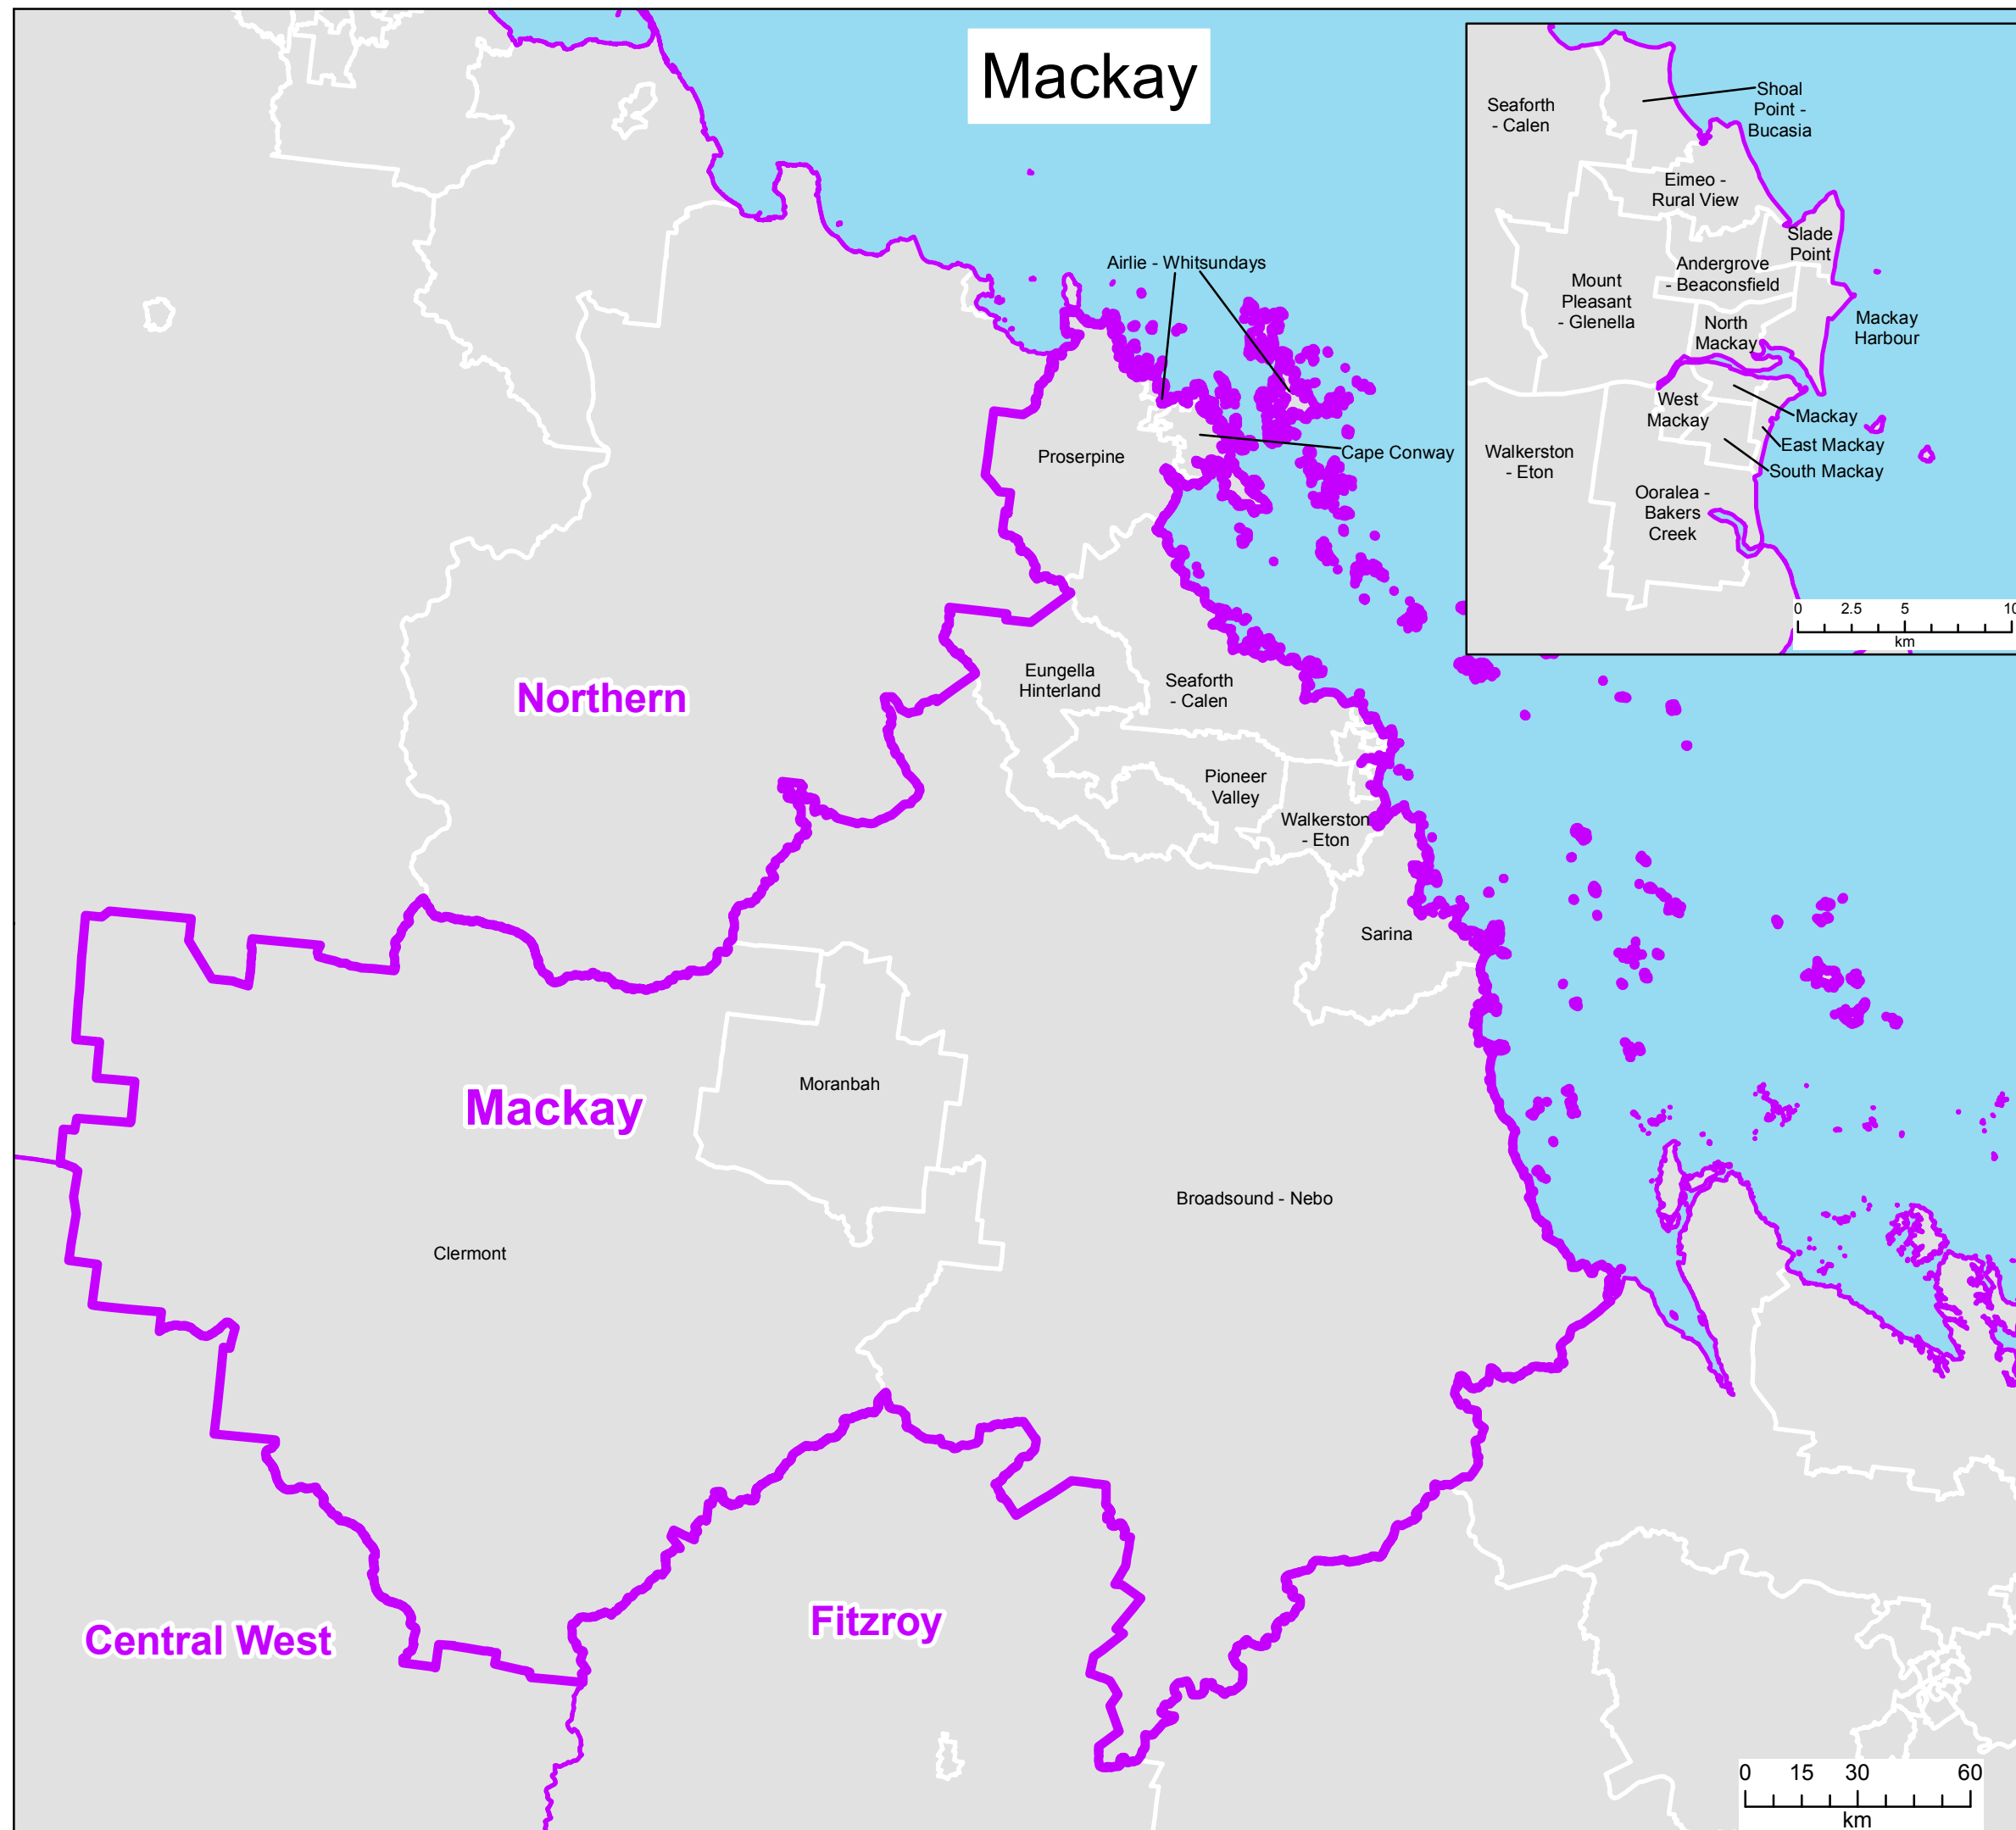 Mackay
Seaforth
- Calen
Shoal
Point -
Bucasia
Eimeo -
Rural View
Slade
Point
Andergrove
- Beaconsfield
Mount
Pleasant
- Glenella
North
Mackay
Mackay
Harbour
West
Mackay
Mackay
East Mackay
South Mackay
Walkerston
- Eton
Ooralea -
Bakers
Creek
0 2.5 5 10
km
Airlie - Whitsundays
Proserpine
Cape Conway
Northern
Eungella
Hinterland
Seaforth
- Calen
Pioneer
Valley
Walkerston
- Eton
Sarina
Moranbah
Mackay
Broadsound - Nebo
Clermont
Central West
Fitzroy
0 15 30 60
km